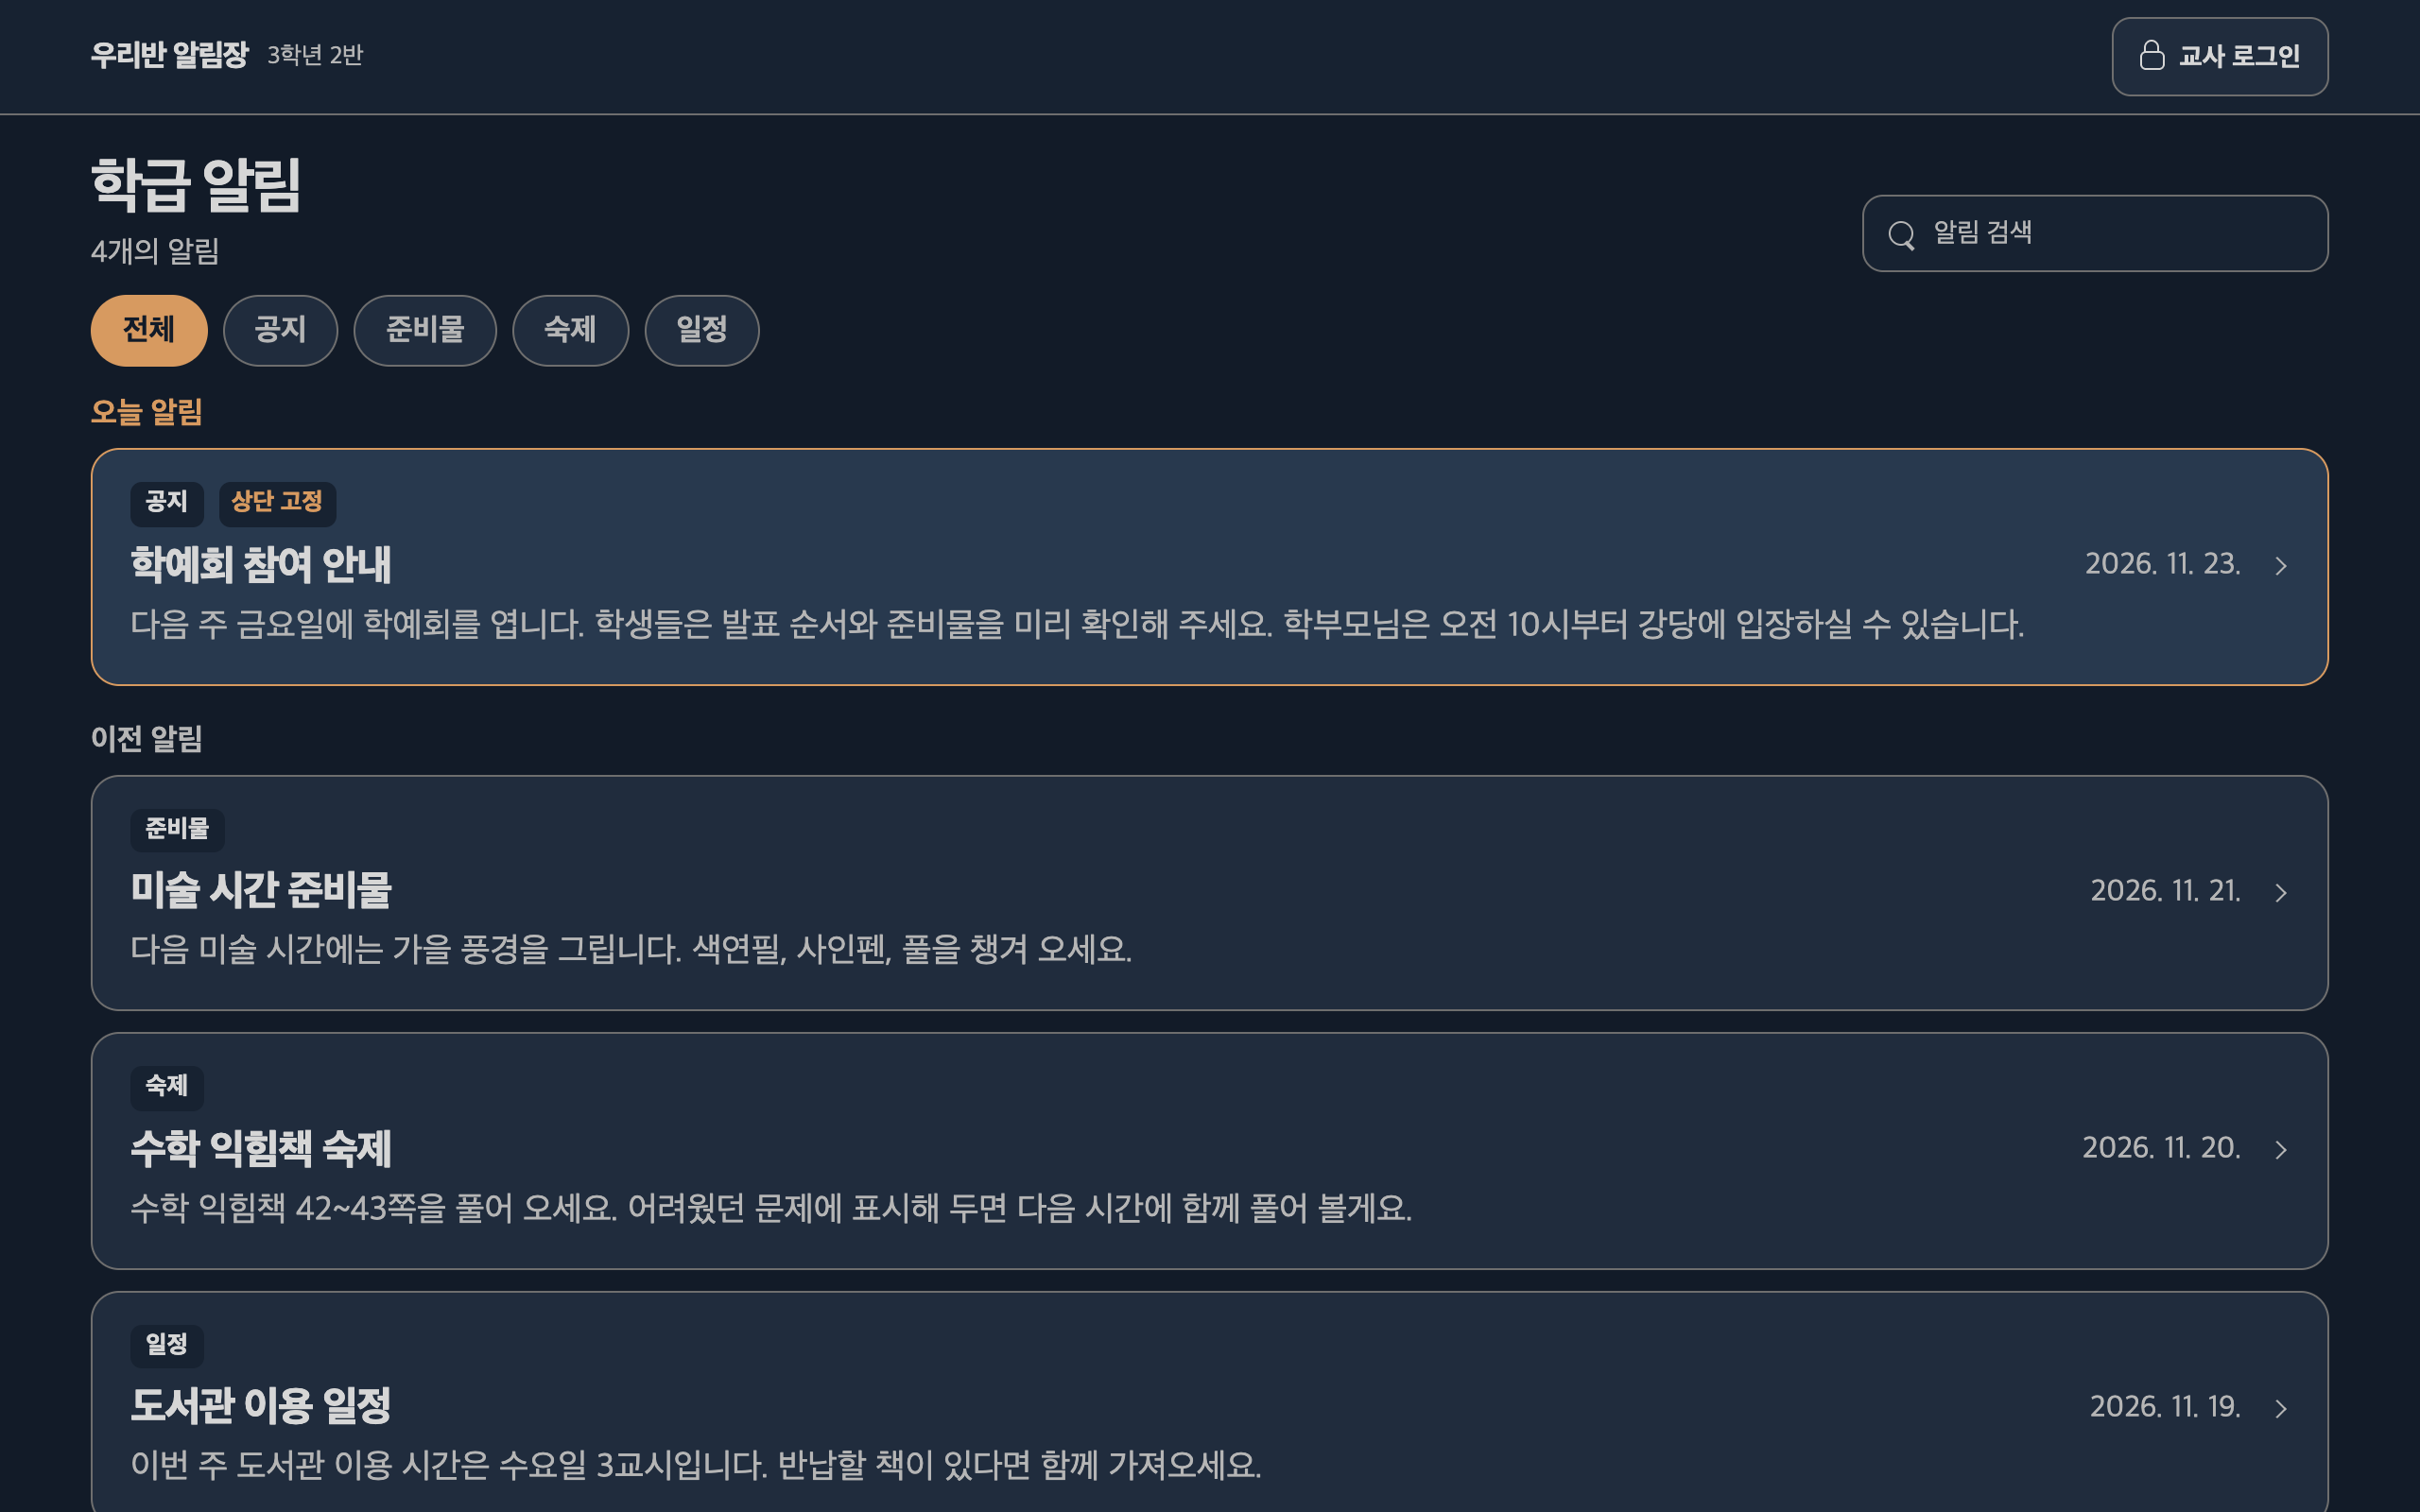 우리반 알림장 3학년 2반
교사 로그인
학급 알림
4개의 알림
알림 검색
전체 공지 준비물 숙제 일정
오늘 알림
공지 상단 고정
학예회 참여 안내
2026. 11. 23.
다음 주 금요일에 학예회를 엽니다. 학생들은 발표 순서와 준비물을 미리 확인해 주세요. 학부모님은 오전 10시부터 강당에 입장하실 수 있습니다.
이전 알림
준비물
미술 시간 준비물
2026. 11. 21.
다음 미술 시간에는 가을 풍경을 그립니다. 색연필, 사인펜, 풀을 챙겨 오세요.
숙제
수학 익힘책 숙제
2026. 11. 20.
수학 익힘책 42~43쪽을 풀어 오세요. 어려웠던 문제에 표시해 두면 다음 시간에 함께 풀어 볼게요.
일정
도서관 이용 일정
2026. 11. 19.
이번 주 도서관 이용 시간은 수요일 3교시입니다. 반납할 책이 있다면 함께 가져오세요.